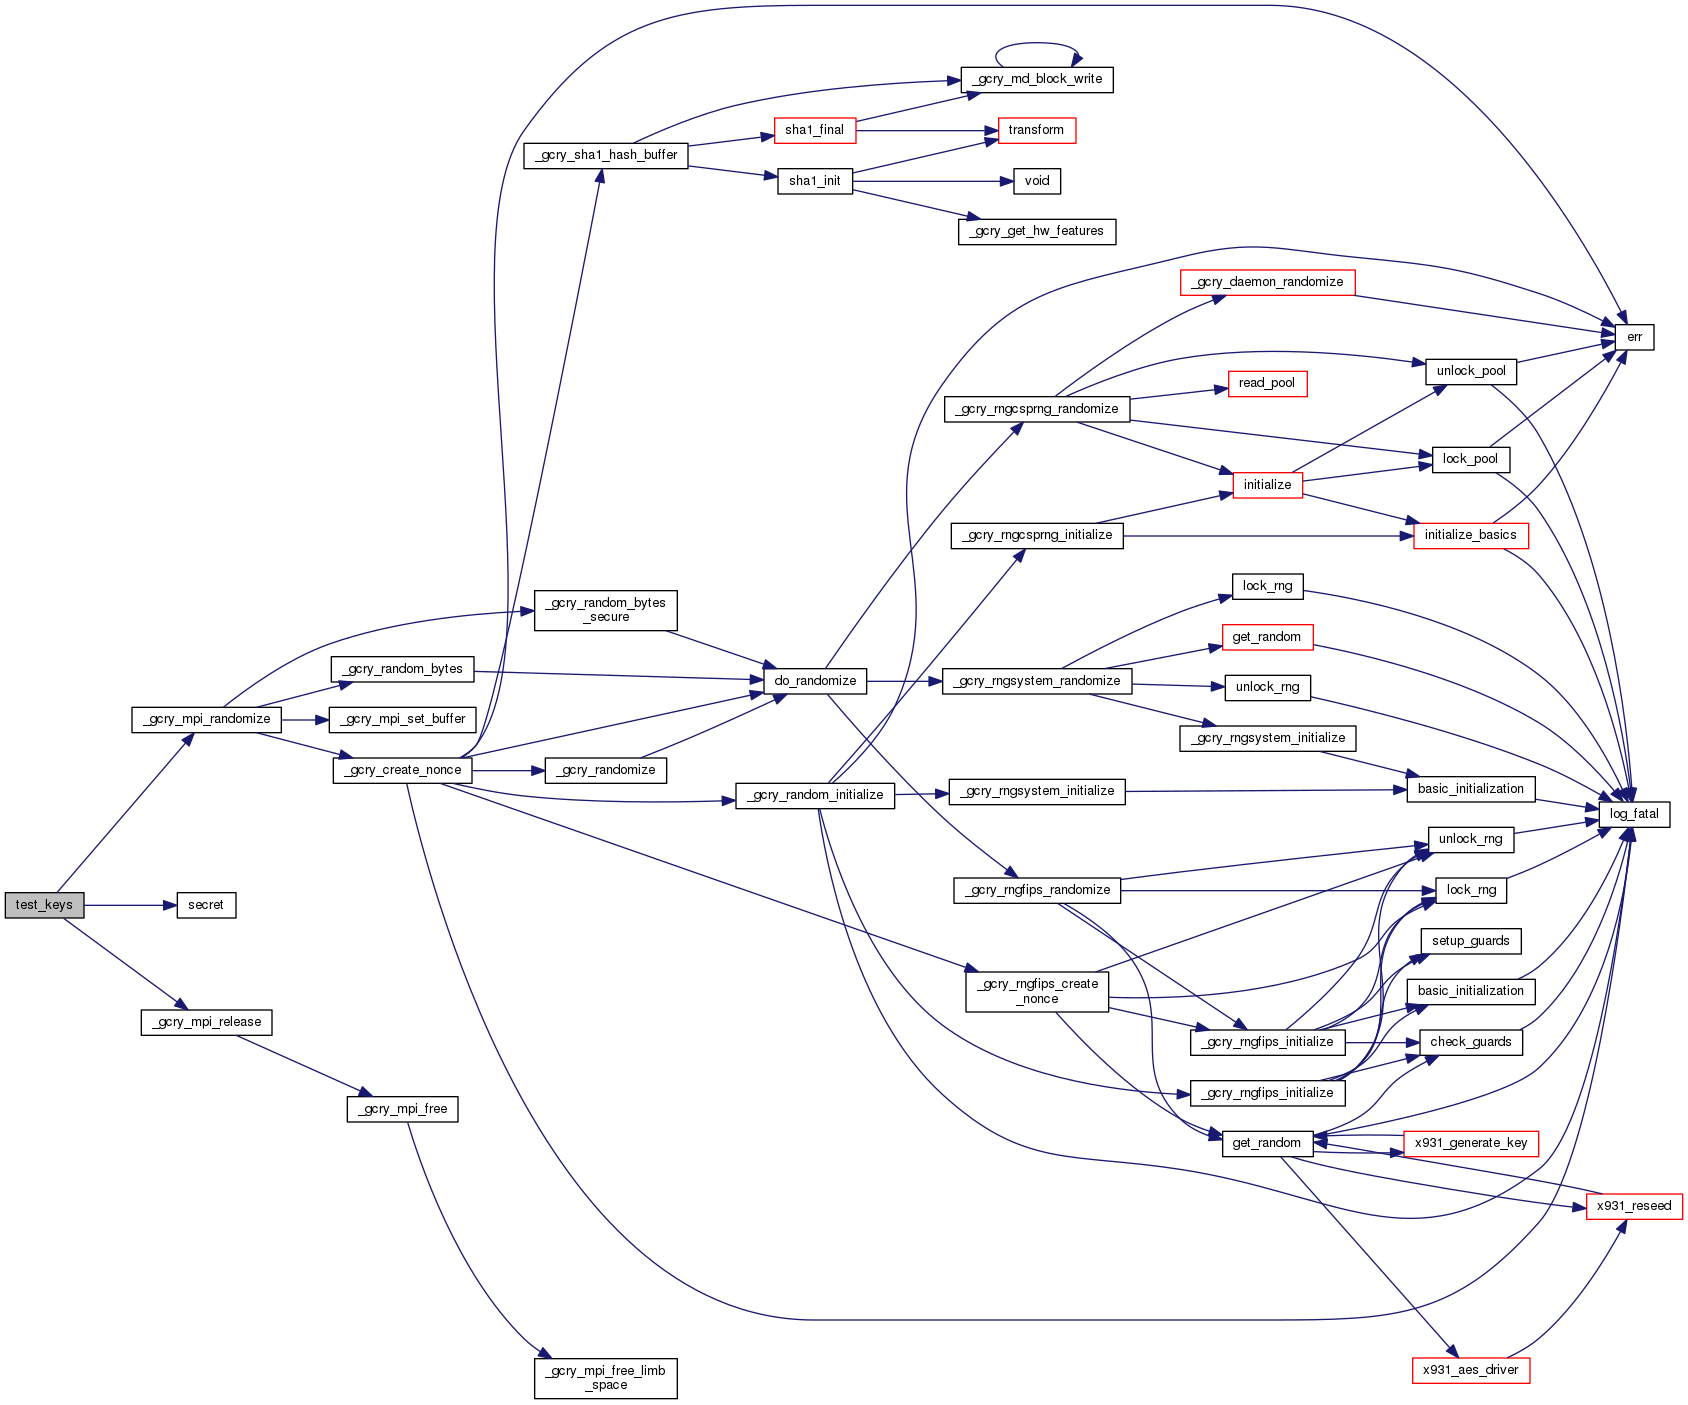 _gcry_md_block_write
sha1_final
transform
_gcry_sha1_hash_buffer
sha1_init
void
_gcry_get_hw_features
_gcry_daemon_randomize
err
unlock_pool
read_pool
_gcry_rngcsprng_randomize
lock_pool
initialize
_gcry_rngcsprng_initialize
initialize_basics
lock_rng
_gcry_random_bytes
_secure
get_random
_gcry_random_bytes
do_randomize
_gcry_rngsystem_randomize
unlock_rng
_gcry_mpi_randomize
_gcry_mpi_set_buffer
_gcry_rngsystem_initialize
_gcry_create_nonce
_gcry_randomize
_gcry_random_initialize
_gcry_rngsystem_initialize
basic_initialization
log_fatal
unlock_rng
_gcry_rngfips_randomize
lock_rng
test_keys
secret
setup_guards
_gcry_rngfips_create
_nonce
basic_initialization
_gcry_mpi_release
_gcry_rngfips_initialize
check_guards
_gcry_rngfips_initialize
_gcry_mpi_free
get_random
x931_generate_key
x931_reseed
_gcry_mpi_free_limb
_space
x931_aes_driver